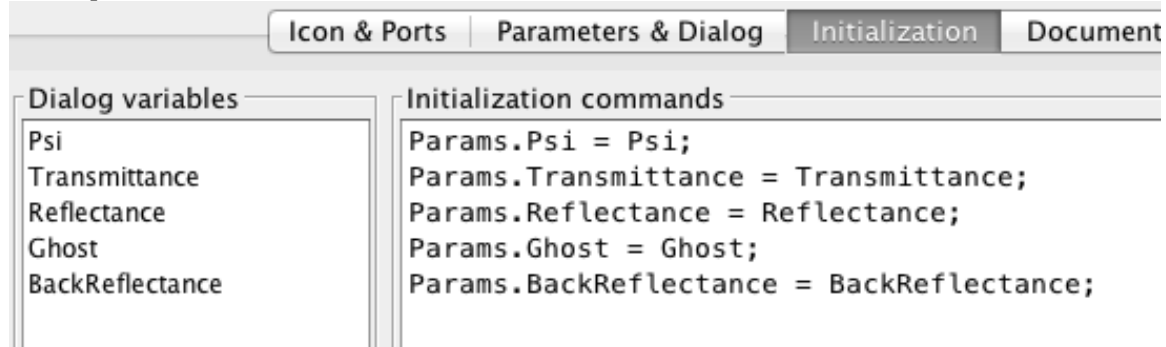 Icon & Ports Parameters & Dialog Initialization Document
Dialog variables
Psi
Transmittance
Reflectance
Ghost
BackReflectance
Initialization commands
Params.Psi = Psi;
Params.Transmittance = Transmittance;
Params.Reflectance = Reflectance;
Params.Ghost = Ghost;
Params.BackReflectance = BackReflectance;